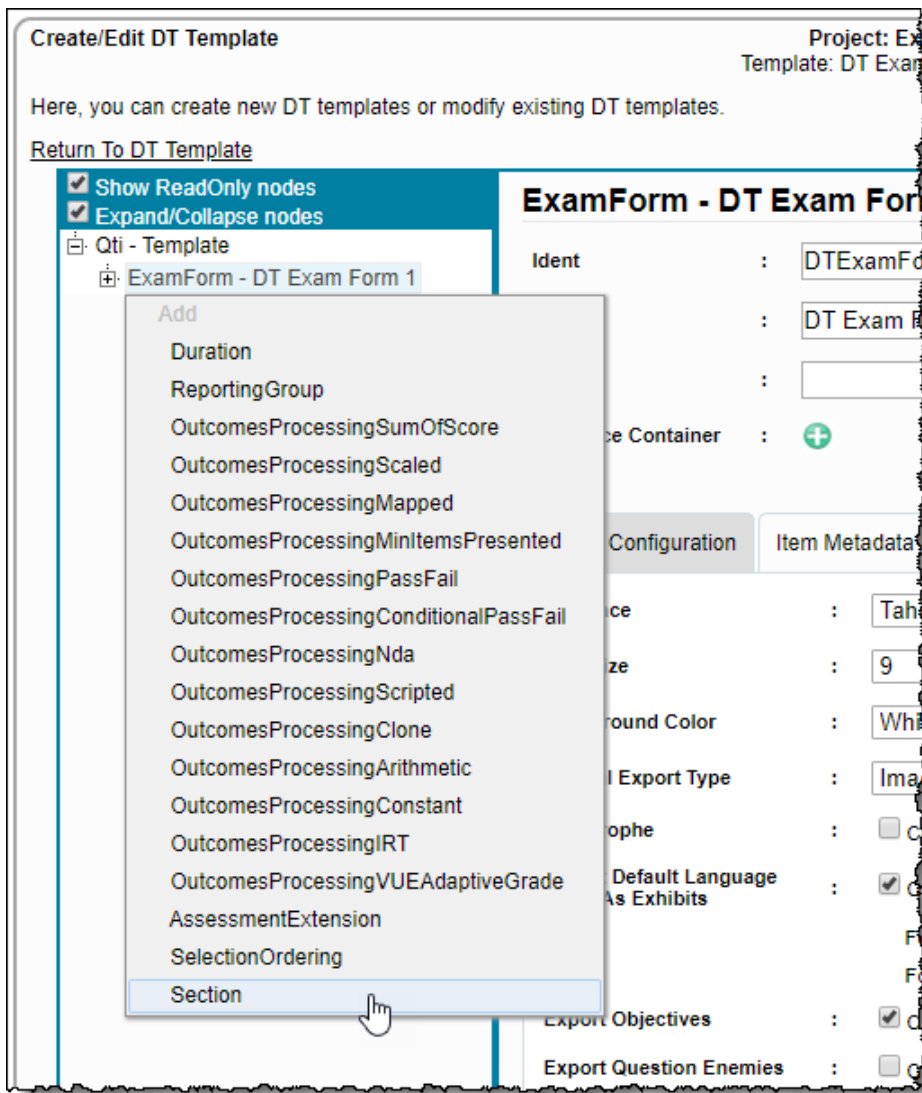 Create/Edit DT Template
Project: Ex
Template: DT Exam
Here, you can create new DT templates or modify existing DT templates.
Return To DT Template
Show ReadOnly nodes
Expand/Collapse nodes
Qti - Template
ExamForm - DT Exam Form 1
Add
Duration
ReportingGroup
OutcomesProcessingSumOfScore
OutcomesProcessingScaled
OutcomesProcessingMapped
OutcomesProcessingMinItemsPresented
OutcomesProcessingPassFail
OutcomesProcessingConditionalPassFail
OutcomesProcessingNda
OutcomesProcessingScripted
OutcomesProcessingClone
OutcomesProcessingArithmetic
OutcomesProcessingConstant
OutcomesProcessingIRT
OutcomesProcessingVUEAdaptiveGrade
AssessmentExtension
SelectionOrdering
Section
ExamForm - DT Exam For
Ident : DTExamFo
: DT Exam F
:
ce Container :
Configuration
Item Metadata
ce : Tah
ze : 9
round Color : Whi
l Export Type : Ima
ophe : C
Default Language : C
As Exhibits
F
Fo
Export Objectives : C
Export Question Enemies : C